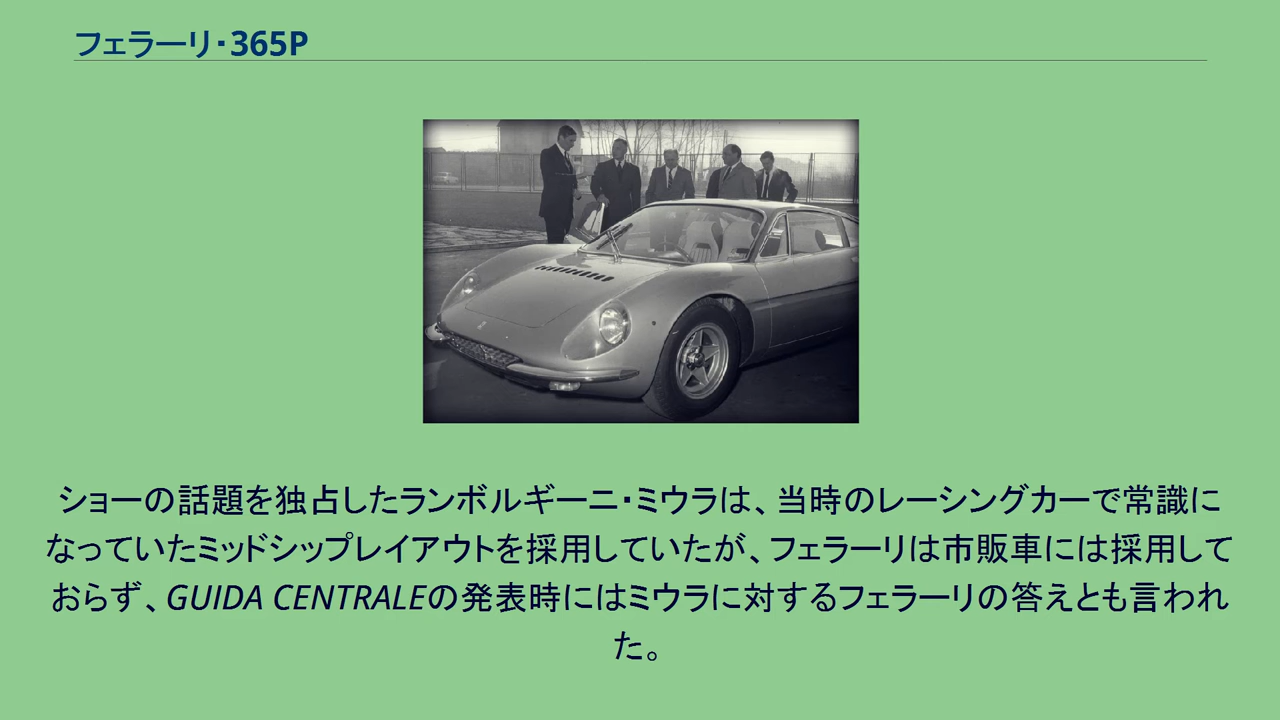 フェラーリ・365P
ショーの話題を独占したランボルギーニ・ミウラは、当時のレーシングカーで常識に
なっていたミッドシップレイアウトを採用していたが、フェラーリは市販車には採用して
おらず、GUIDA CENTRALEの発表時にはミウラに対するフェラーリの答えとも言われ
た。